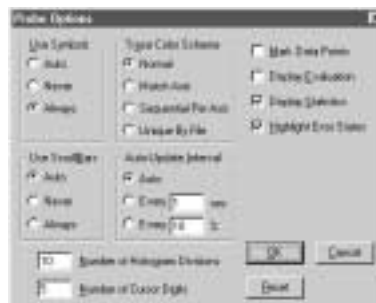 Probe Options
Use Symbols
Auto
Never
Always
Trace Color Scheme
Normal
Match Axis
Sequential Per Axis
Unique By File
Mark Data Points
Display Evaluation
Display Statistics
Highlight Error States
Use ScrollBars
Auto
Never
Always
Auto-Update Interval
Auto
Every sec
Every %
10 Number of Histogram Divisions
Number of Cursor Digits
OK
Cancel
Reset